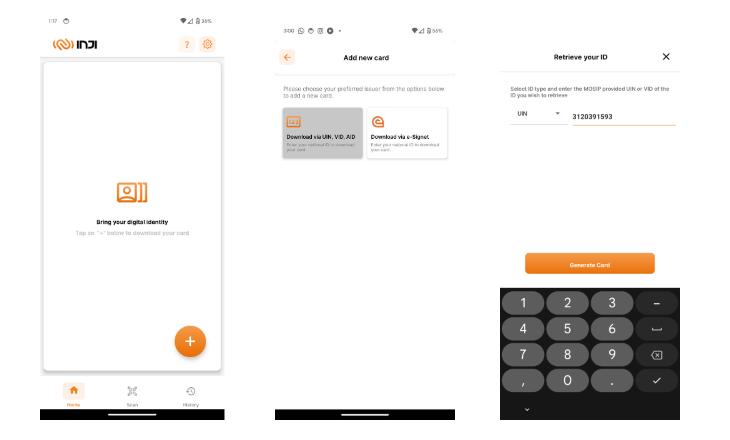 1:17
36%
INJI
?
Bring your digital identity
Tap on "+" below to download your card
+
Home
Scan
History
3:00
56%
Add new card
Please choose your preferred issuer from the options below
to add a new card.
Download via UIN, VID, AID
Enter your national ID to download
your card.
Download via e-Signet
Enter your national ID to download
your card.
Retrieve your ID
Select ID type and enter the MOSIP provided UIN or VID of the
ID you wish to retrieve
UIN
3120391593
Generate Card
1 2 3 -
4 5 6
7 8 9
, 0 .